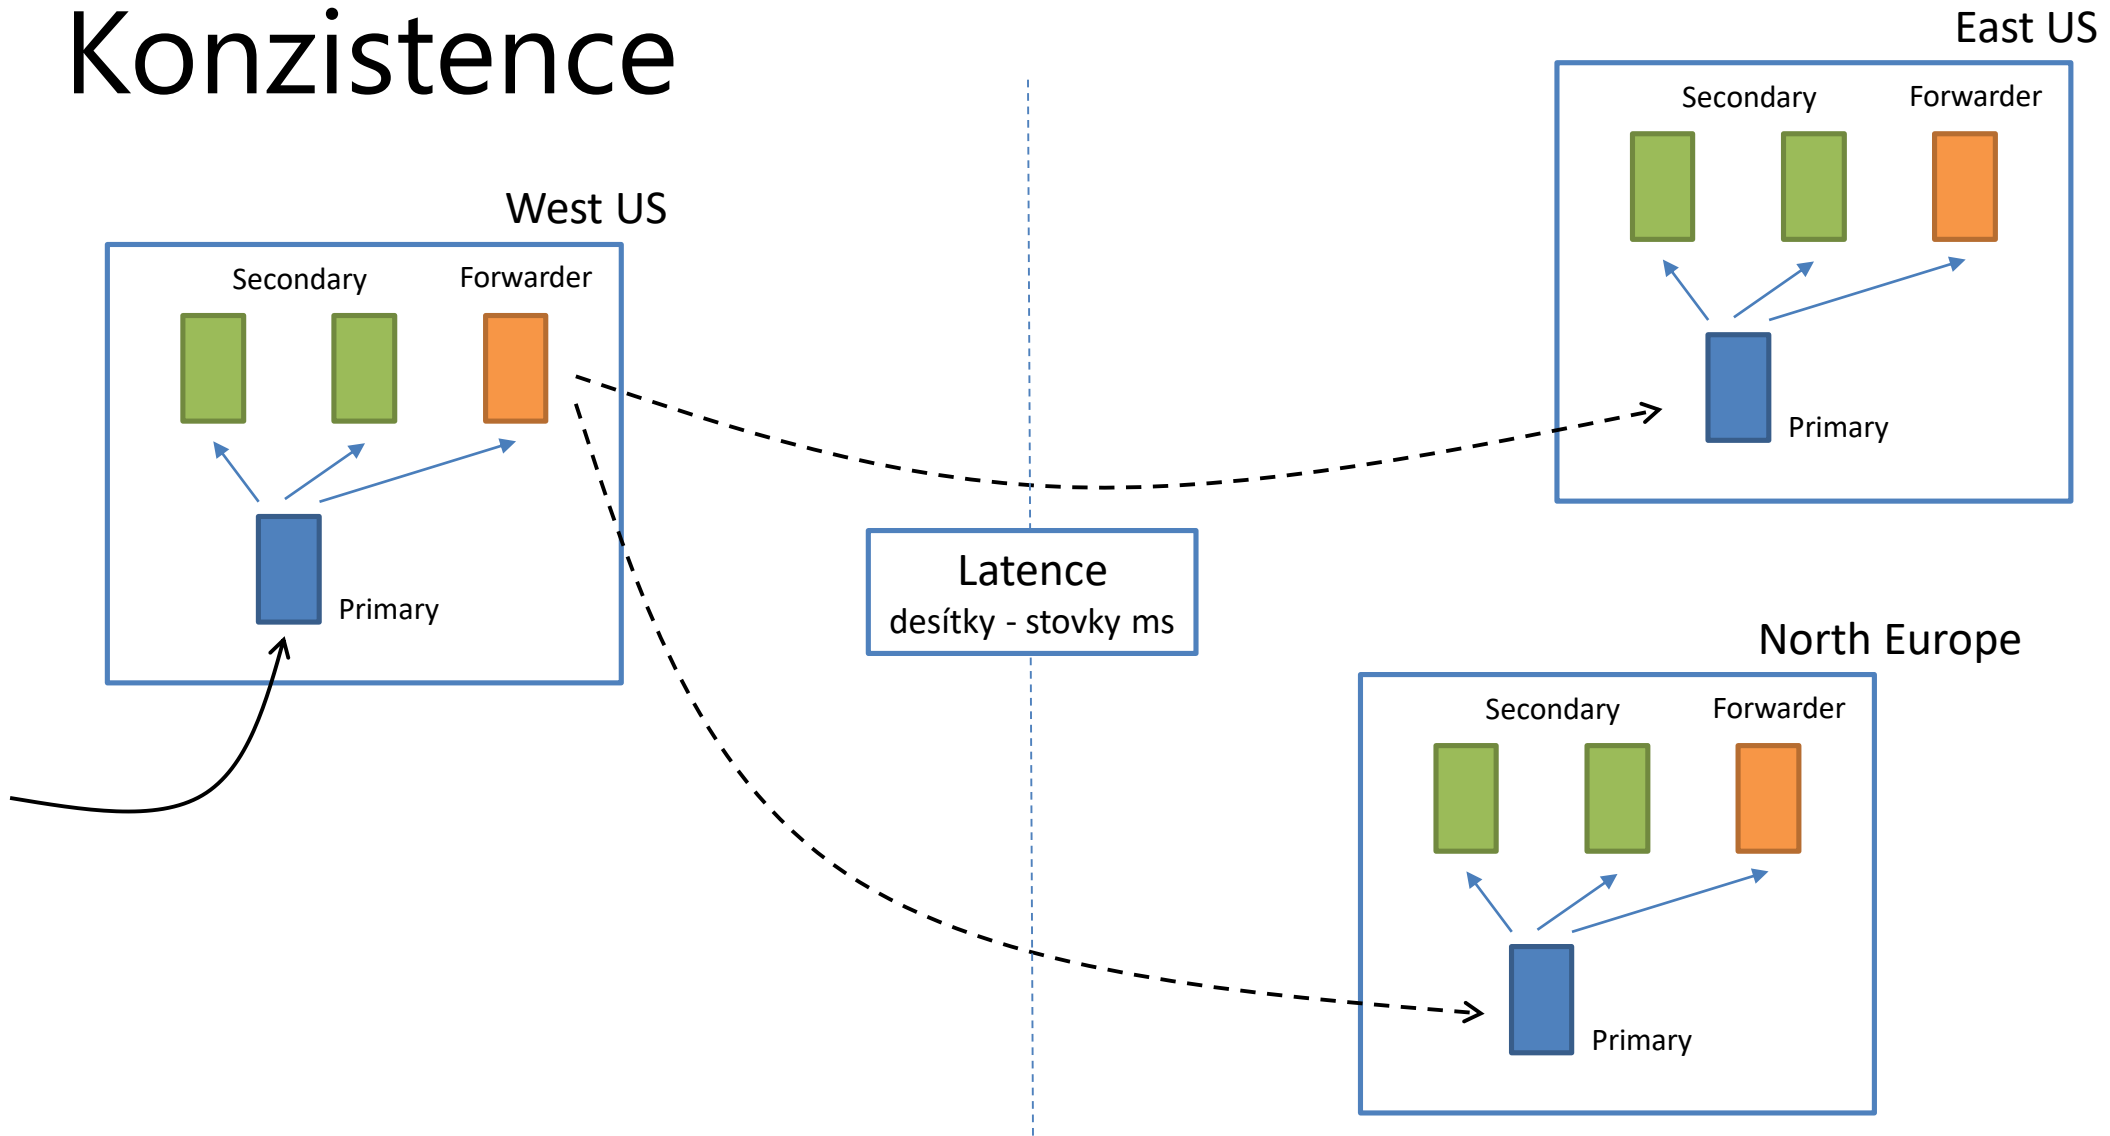 Konzistence
East US
Secondary Forwarder
Primary
West US
Secondary Forwarder
Primary
Latence
desítky - stovky ms
North Europe
Secondary Forwarder
Primary